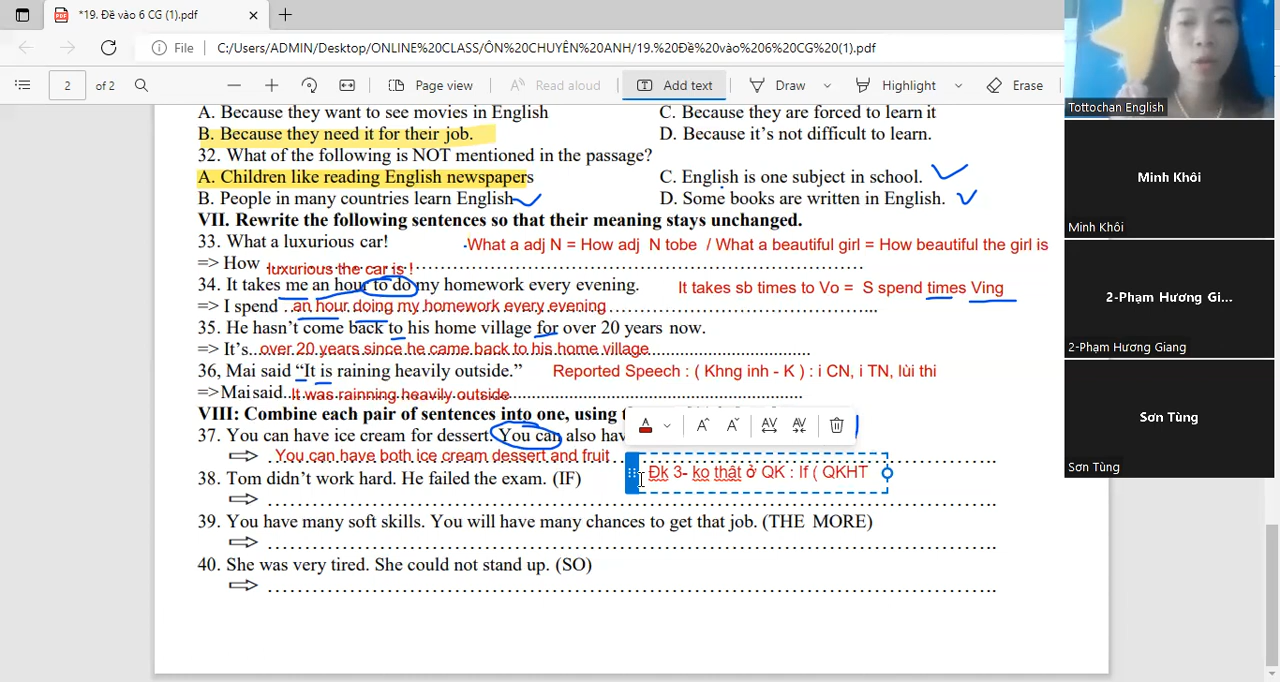 *19. Đề vào 6 CG (1).pdf
File C:/Users/ADMIN/Desktop/ONLINE%20CLASS/ÔN%20CHUYÊN%20ANH/19.%20Đề%20vào%206%20CG%20(1).pdf
2 of 2 Page view Read aloud Add text Draw Highlight Erase
Tottochan English
A. Because they want to see movies in English C. Because they are forced to learn it
B. Because they need it for their job. D. Because it's not difficult to learn.
32. What of the following is NOT mentioned in the passage?
A. Children like reading English newspapers C. English is one subject in school.
B. People in many countries learn English D. Some books are written in English.
VII. Rewrite the following sentences so that their meaning stays unchanged.
33. What a luxurious car! What a adj N = How adj N tobe / What a beautiful girl = How beautiful the girl is
=> How luxurious the car is !
34. It takes me an hour to do my homework every evening. It takes sb times to Vo = S spend times Ving
=> I spend an hour doing my homework every evening
35. He hasn't come back to his home village for over 20 years now.
=> It's over 20 years since he came back to his home village
36, Mai said “It is raining heavily outside.” Reported Speech : ( Khng inh - K ) : i CN, i TN, lùi thi
=>Mai said It was rainning heavily outside
VIII: Combine each pair of sentences into one, using
37. You can have ice cream for dessert. You can also
You can have both ice cream dessert and fruit
Đk 3- ko thật ở QK : If ( QKHT
38. Tom didn't work hard. He failed the exam. (IF)
39. You have many soft skills. You will have many chances to get that job. (THE MORE)
40. She was very tired. She could not stand up. (SO)
Minh Khôi
Minh Khôi
2-Phạm Hương Gi...
2-Phạm Hương Giang
Sơn Tùng
Sơn Tùng